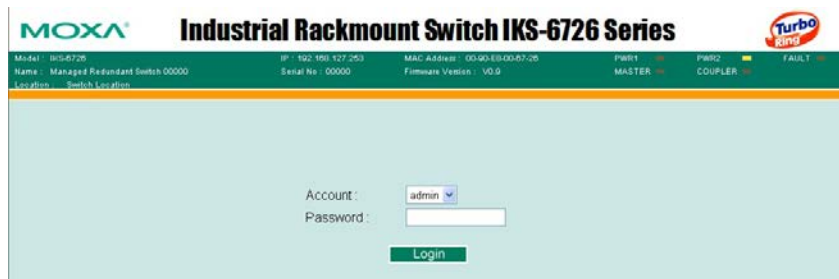 MOXA Industrial Rackmount Switch IKS-6726 Series Turbo Ring
Model : IKS-6726 IP : 192.168.127.253 MAC Address : 00-90-E8-00-67-26 PWR1 PWR2 FAULT
Name : Managed Redundant Switch 00000 Serial No : 00000 Firmware Version : V0.9 MASTER COUPLER
Location : Switch Location
Account :
admin
Password :
Login